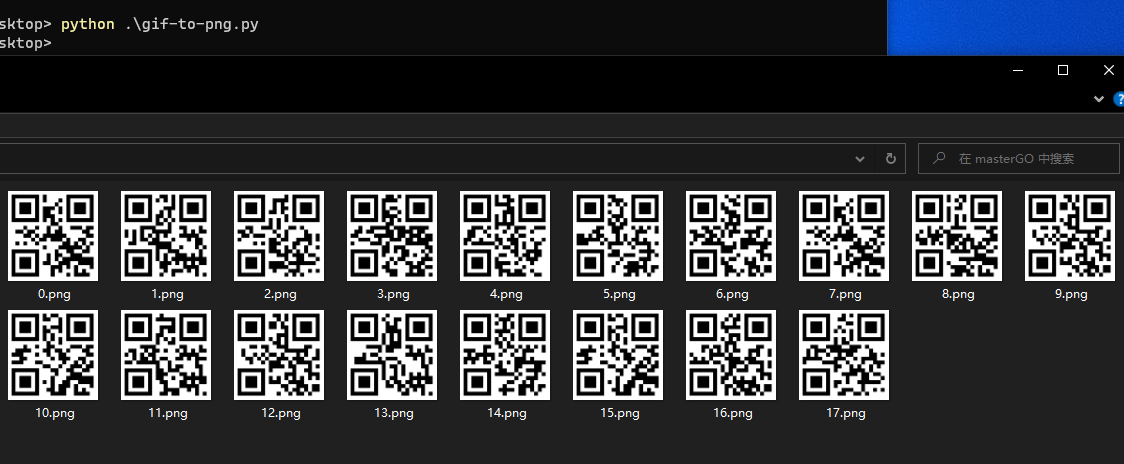 sktop> python .\gif-to-png.py
sktop>
?
在 masterGO 中搜索
0.png 1.png 2.png 3.png 4.png 5.png 6.png 7.png 8.png 9.png
10.png 11.png 12.png 13.png 14.png 15.png 16.png 17.png